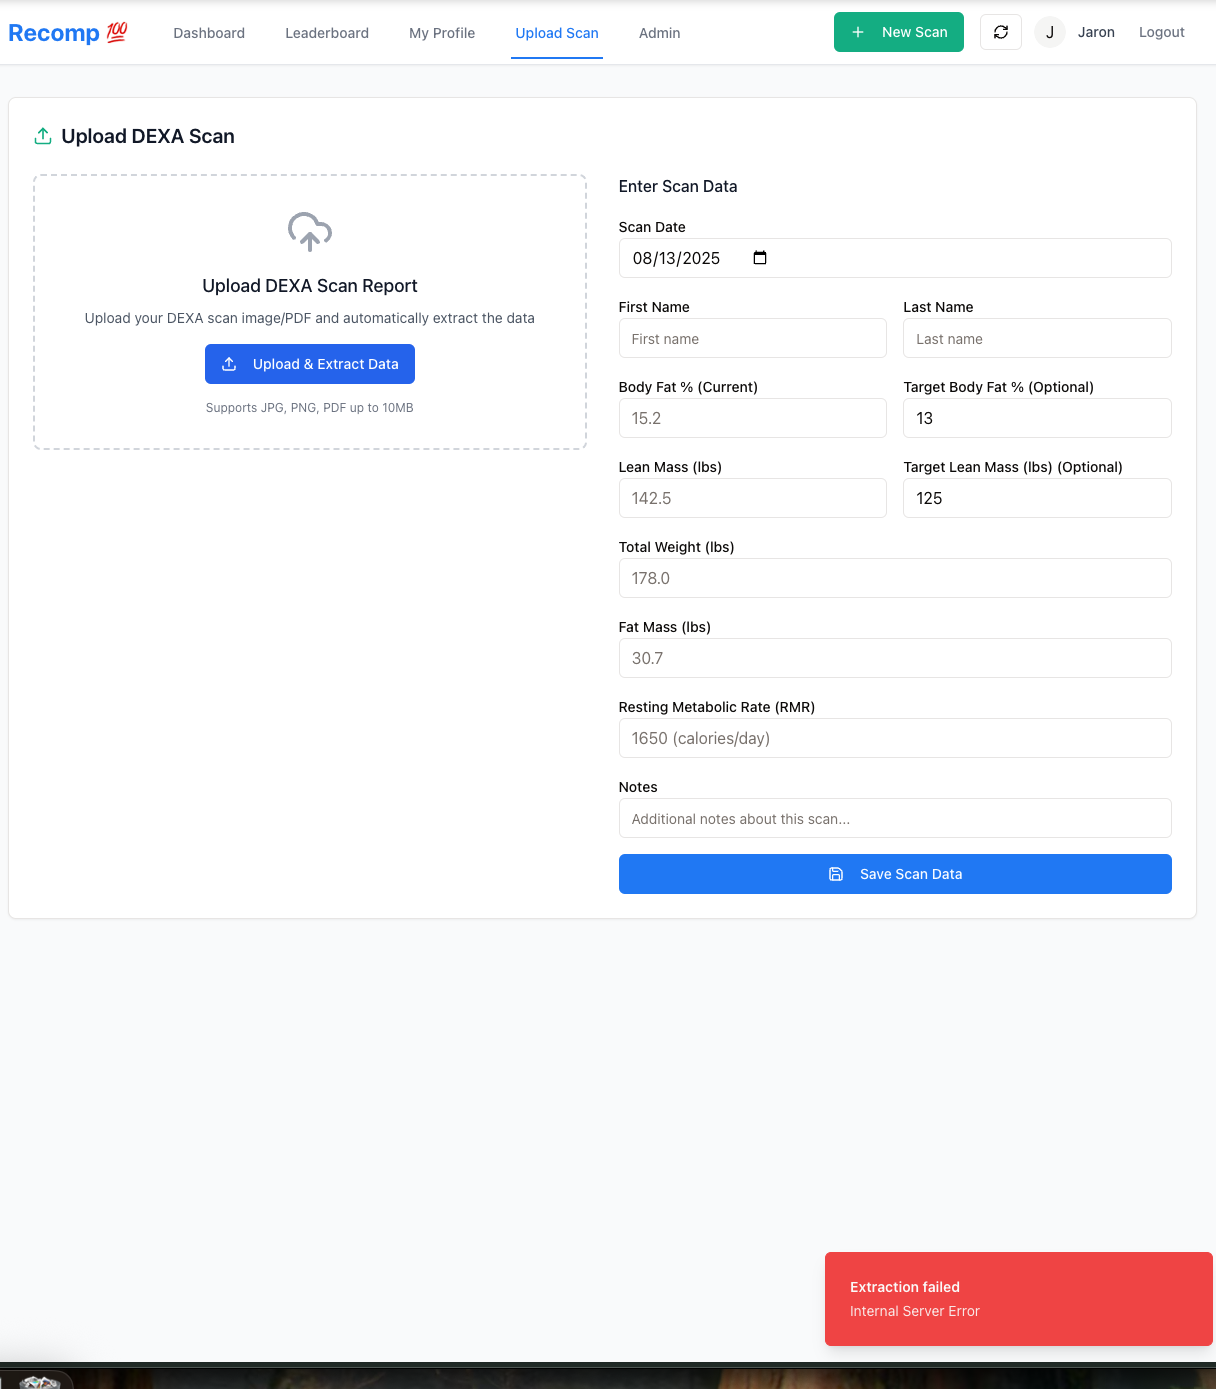 Recomp 💯
Dashboard
Leaderboard
My Profile
Upload Scan
Admin
+ New Scan
J
Jaron
Logout
Upload DEXA Scan
Upload DEXA Scan Report
Upload your DEXA scan image/PDF and automatically extract the data
Upload & Extract Data
Supports JPG, PNG, PDF up to 10MB
Enter Scan Data
Scan Date
08/13/2025
First Name
Last Name
First name
Last name
Body Fat % (Current)
Target Body Fat % (Optional)
15.2
13
Lean Mass (lbs)
Target Lean Mass (lbs) (Optional)
142.5
125
Total Weight (lbs)
178.0
Fat Mass (lbs)
30.7
Resting Metabolic Rate (RMR)
1650 (calories/day)
Notes
Additional notes about this scan...
Save Scan Data
Extraction failed
Internal Server Error